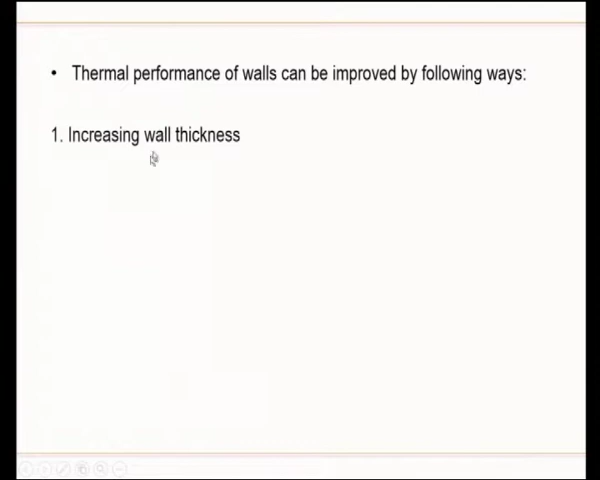 • Thermal performance of walls can be improved by following ways:
1. Increasing wall thickness